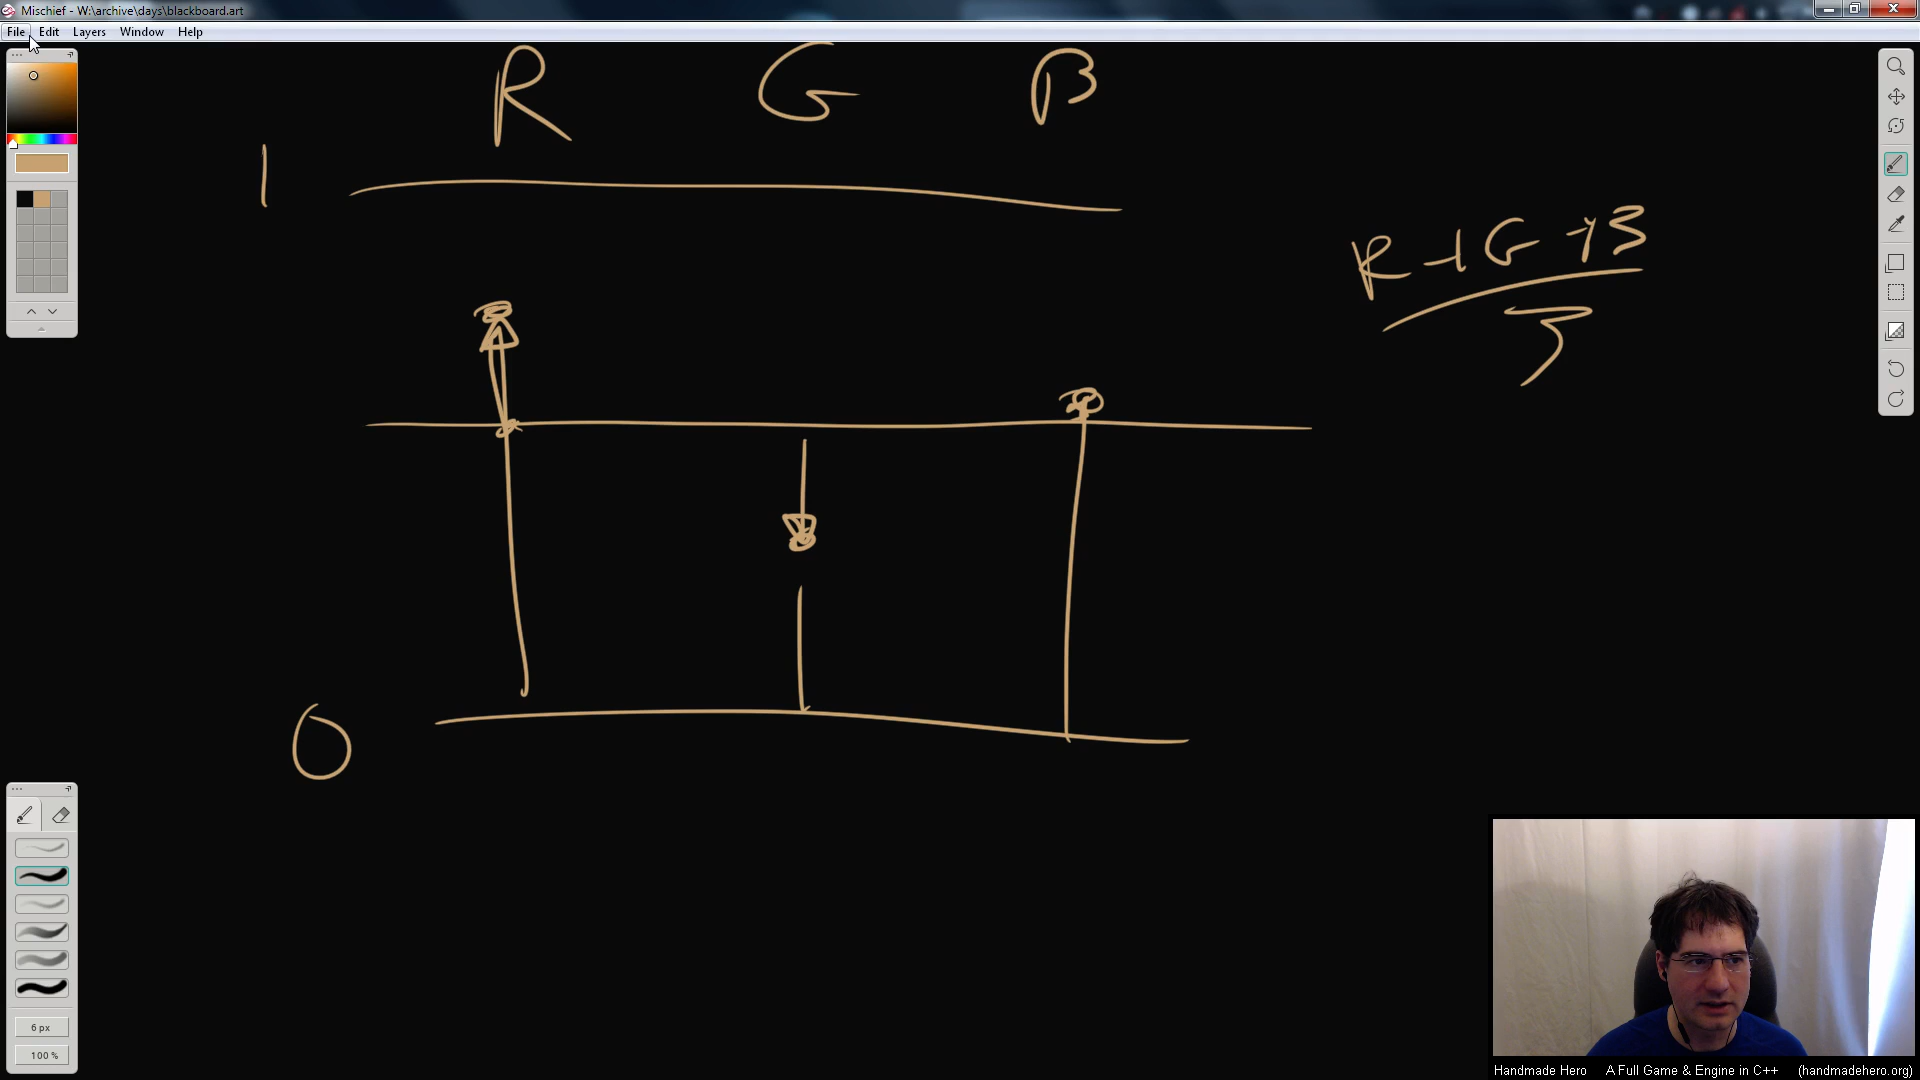 Mischief - W:\archive\days\blackboard.art
File Edit Layers Window Help
R G B
1
R + G + B
3
0
6 px
100 %
Handmade Hero A Full Game & Engine in C++ (handmadehero.org)